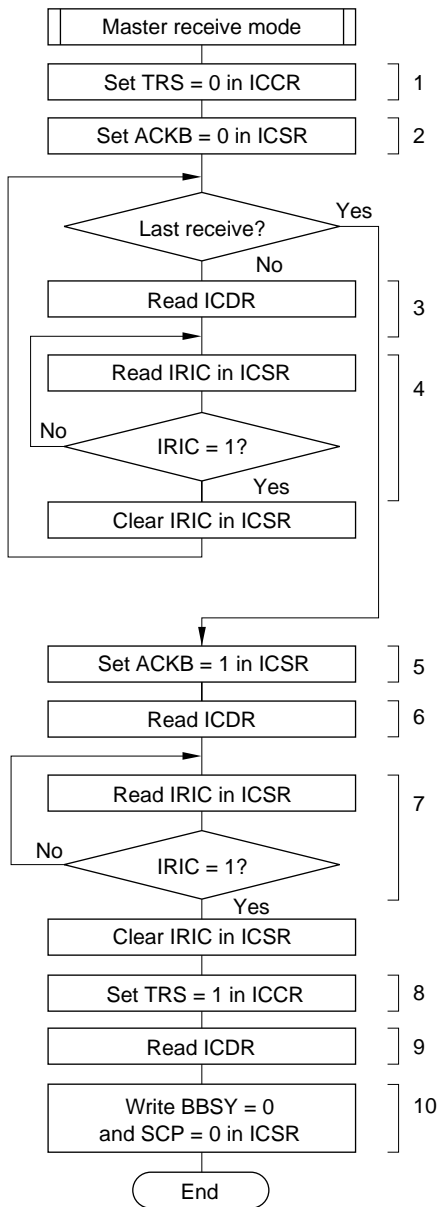 Master receive mode
Set TRS = 0 in ICCR
1
Set ACKB = 0 in ICSR
2
Last receive?
Yes
No
Read ICDR
3
Read IRIC in ICSR
4
No
IRIC = 1?
Yes
Clear IRIC in ICSR
Set ACKB = 1 in ICSR
5
Read ICDR
6
Read IRIC in ICSR
7
No
IRIC = 1?
Yes
Clear IRIC in ICSR
Set TRS = 1 in ICCR
8
Read ICDR
9
Write BBSY = 0
and SCP = 0 in ICSR
10
End